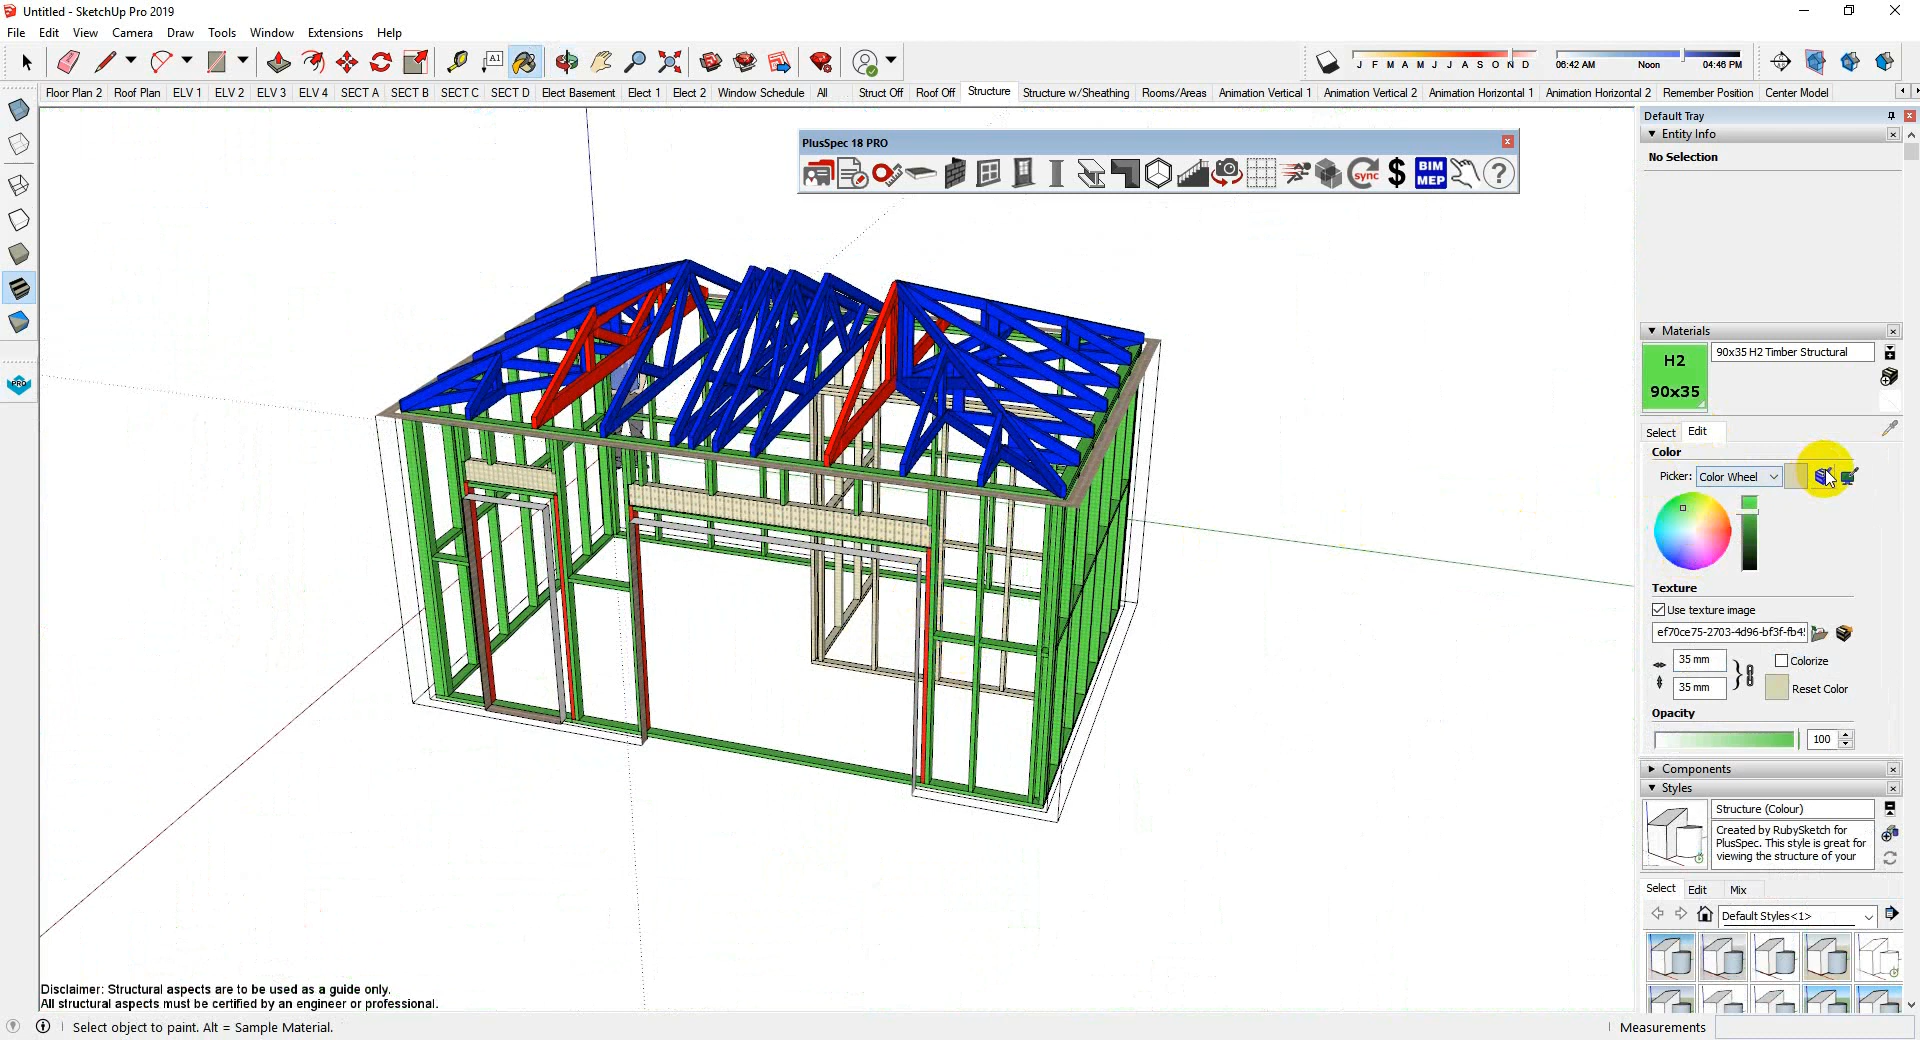 Untitled - SketchUp Pro 2019
File Edit View Camera Draw Tools Window Extensions Help
A1
J F M A M J J A S O N D
06:42 AM Noon 04:46 PM
Floor Plan 2 Roof Plan ELV 1 ELV 2 ELV 3 ELV 4 SECT A SECT B SECT C SECT D Elect Basement Elect 1 Elect 2 Window Schedule All Struct Off Roof Off Structure Structure w/Sheathing Rooms/Areas Animation Vertical 1 Animation Vertical 2 Animation Horizontal 1 Animation Horizontal 2 Remember Position Center Model
Default Tray
Entity Info
No Selection
PlusSpec 18 PRO
sync $ BIM MEP ?
PRO
Materials
H2
90x35
90x35 H2 Timber Structural
Select Edit
Color
Picker: Color Wheel
Texture
Use texture image
ef70ce75-2703-4d96-bf3f-fb4
35 mm
Colorize
35 mm
Reset Color
Opacity
100
Components
Styles
Structure (Colour)
Created by RubySketch for
PlusSpec. This style is great for
viewing the structure of your
Select Edit Mix
Default Styles<1>
Disclaimer: Structural aspects are to be used as a guide only.
All structural aspects must be certified by an engineer or professional.
Select object to paint. Alt = Sample Material.
Measurements